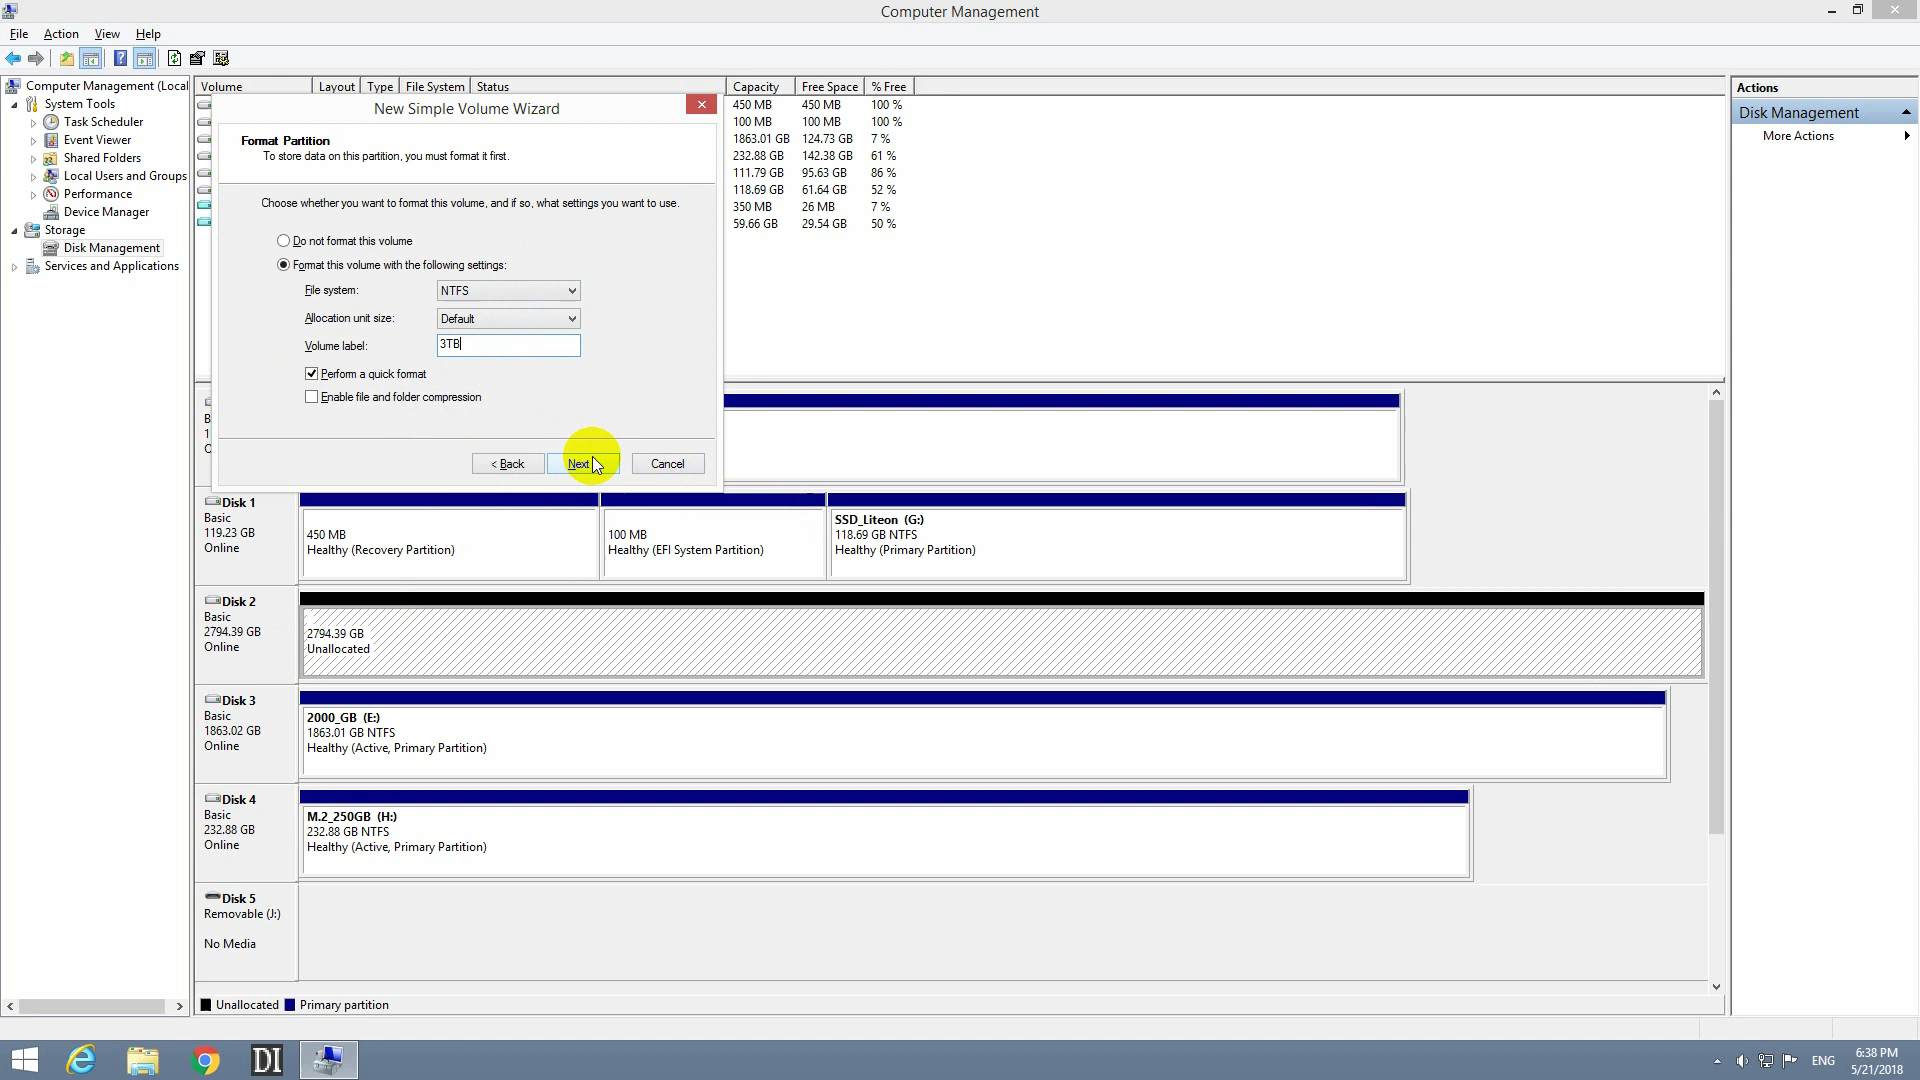 Computer Management
File Action View Help
Computer Management (Local
System Tools
Task Scheduler
Event Viewer
Shared Folders
Local Users and Groups
Performance
Device Manager
Storage
Disk Management
Services and Applications
Volume Layout Type File System Status Capacity Free Space % Free
450 MB 450 MB 100 %
100 MB 100 MB 100 %
1863.01 GB 124.73 GB 7 %
232.88 GB 142.38 GB 61 %
111.79 GB 95.63 GB 86 %
118.69 GB 61.64 GB 52 %
350 MB 26 MB 7 %
59.66 GB 29.54 GB 50 %
New Simple Volume Wizard
Format Partition
To store data on this partition, you must format it first.
Choose whether you want to format this volume, and if so, what settings you want to use.
Do not format this volume
Format this volume with the following settings:
File system: NTFS
Allocation unit size: Default
Volume label: 3TB
Perform a quick format
Enable file and folder compression
< Back Next Cancel
Disk 1
Basic
119.23 GB
Online
450 MB
Healthy (Recovery Partition)
100 MB
Healthy (EFI System Partition)
SSD_Liteon (G:)
118.69 GB NTFS
Healthy (Primary Partition)
Disk 2
Basic
2794.39 GB
Online
2794.39 GB
Unallocated
Disk 3
Basic
1863.02 GB
Online
2000_GB (E:)
1863.01 GB NTFS
Healthy (Active, Primary Partition)
Disk 4
Basic
232.88 GB
Online
M.2_250GB (H:)
232.88 GB NTFS
Healthy (Active, Primary Partition)
Disk 5
Removable (J:)
No Media
Unallocated Primary partition
Actions
Disk Management
More Actions
DI
ENG
6:38 PM
5/21/2018